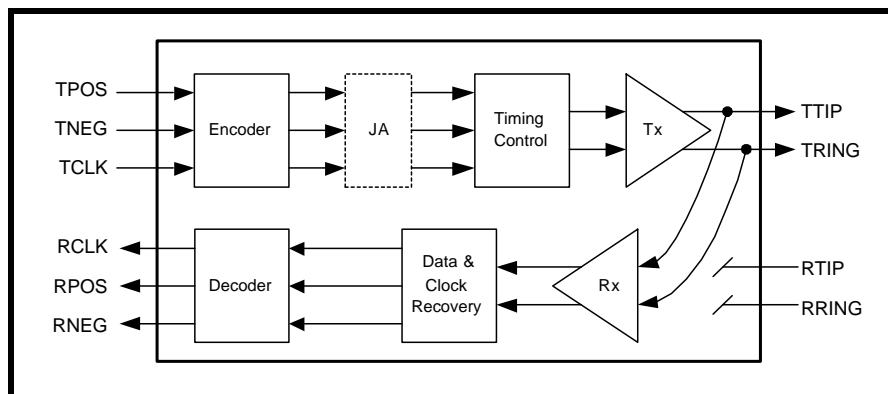 TPOS
TNEG
TCLK
Encoder
JA
Timing
Control
Tx
TTIP
TRING
RCLK
RPOS
RNEG
Decoder
Data &
Clock
Recovery
Rx
RTIP
RRING